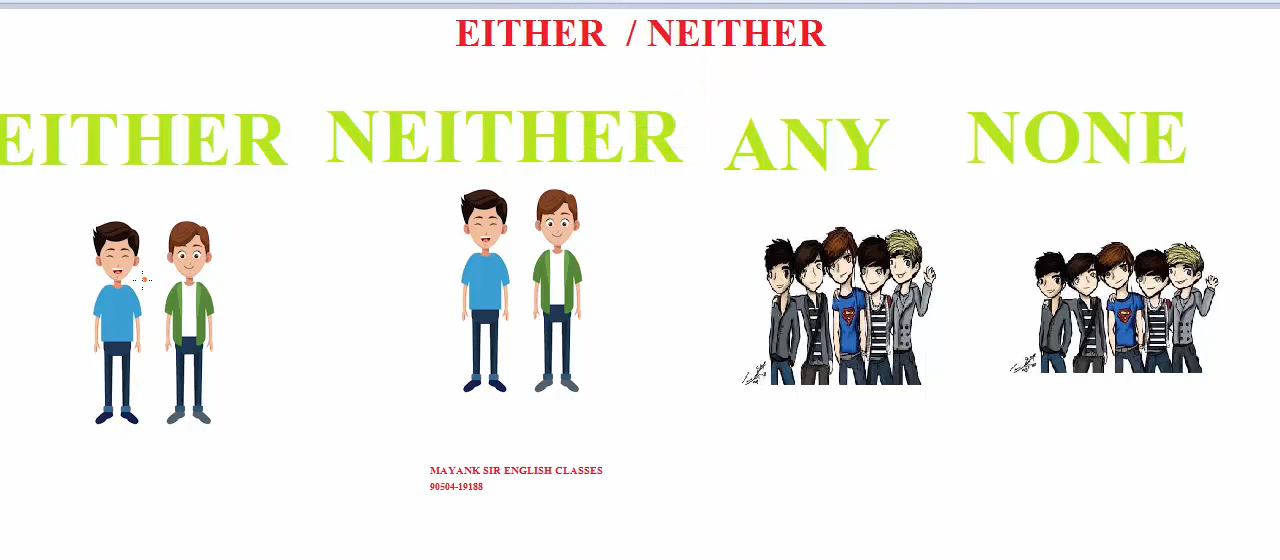 EITHER / NEITHER
EITHER NEITHER ANY NONE
MAYANK SIR ENGLISH CLASSES
90504-19188